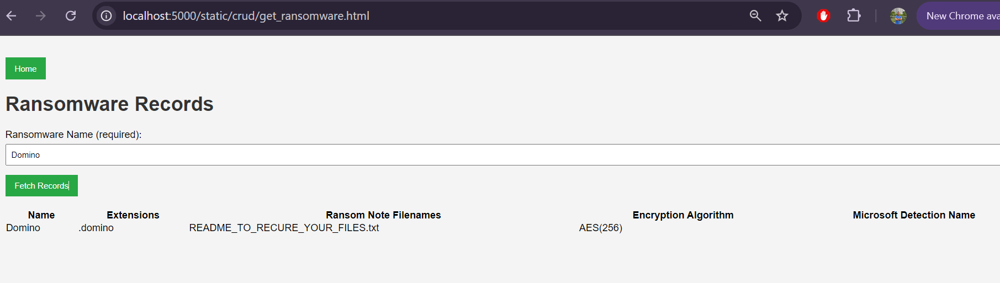 localhost:5000/static/crud/get_ransomware.html
New Chrome ava
Home
Ransomware Records
Ransomware Name (required):
Domino
Fetch Records
Name Extensions Ransom Note Filenames Encryption Algorithm Microsoft Detection Name
Domino .domino README_TO_RECURE_YOUR_FILES.txt AES(256)